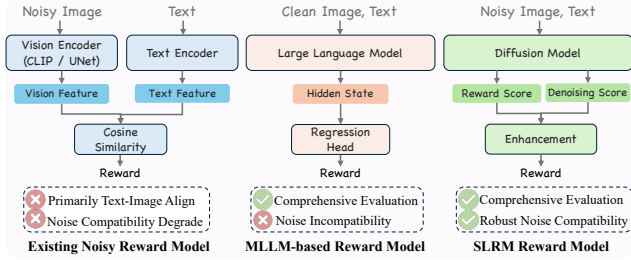 Noisy Image
Text
Vision Encoder
(CLIP / UNet)
Text Encoder
Vision Feature
Text Feature
Cosine
Similarity
Reward
Primarily Text-Image Align
Noise Compatibility Degrade
Existing Noisy Reward Model
Clean Image, Text
Large Language Model
Hidden State
Regression
Head
Reward
Comprehensive Evaluation
Noise Incompatibility
MLLM-based Reward Model
Noisy Image, Text
Diffusion Model
Reward Score
Denoising Score
Enhancement
Reward
Comprehensive Evaluation
Robust Noise Compatibility
SLRM Reward Model